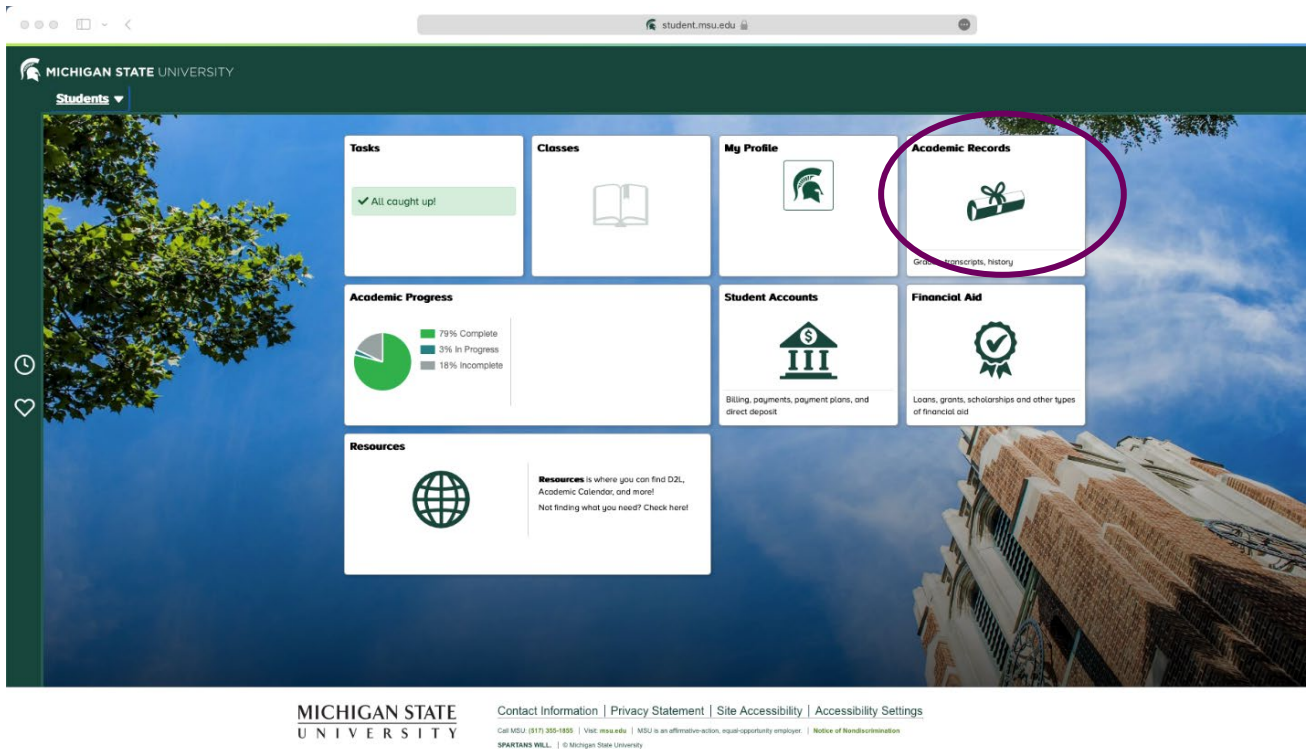 student.msu.edu
MICHIGAN STATE UNIVERSITY
Students
Tasks
All caught up!
Classes
My Profile
Academic Records
Grades, transcripts, history
Academic Progress
79% Complete
3% In Progress
18% Incomplete
Student Accounts
Billing, payments, payment plans, and
direct deposit
Financial Aid
Loans, grants, scholarships and other types
of financial aid
Resources
Resources is where you can find D2L,
Academic Calendar, and more!
Not finding what you need? Check here!
MICHIGAN STATE
UNIVERSITY
Contact Information | Privacy Statement | Site Accessibility | Accessibility Settings
Call MSU: (517) 355-1855 | Visit: msu.edu | MSU is an affirmative-action, equal-opportunity employer. | Notice of Nondiscrimination
SPARTANS WILL. | © Michigan State University